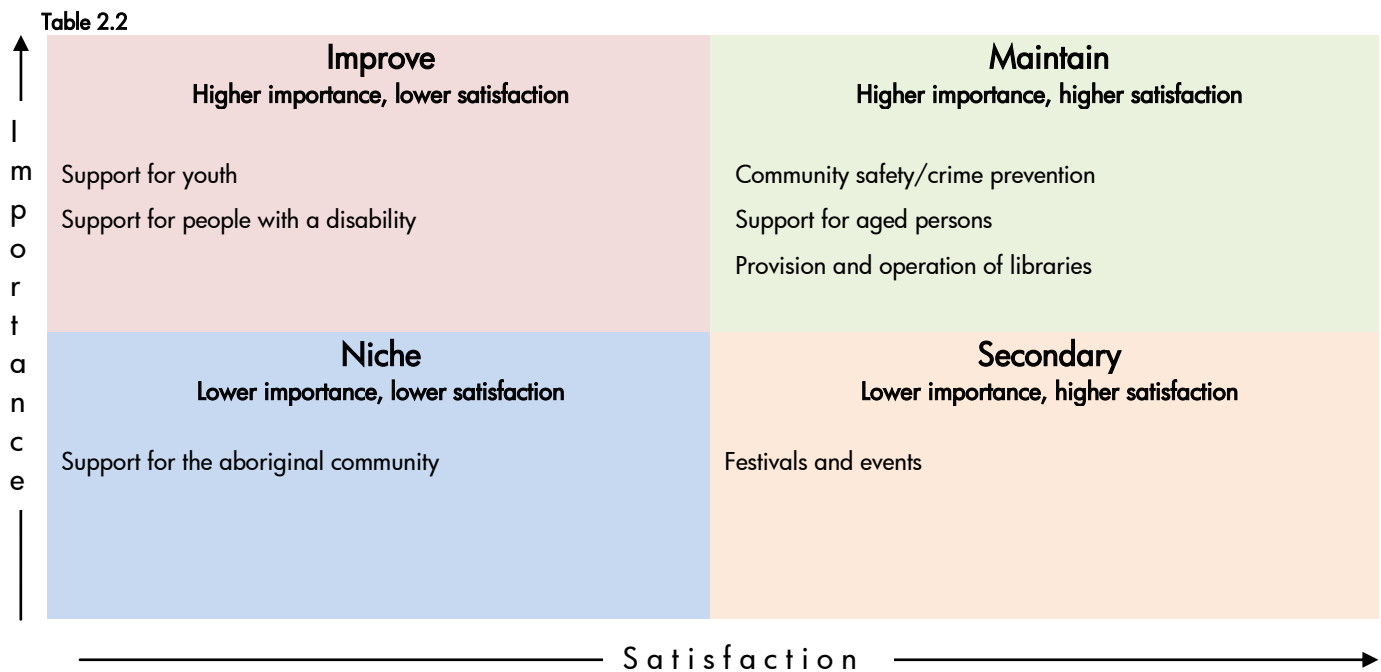 Table 2.2
Importance
Improve
Higher importance, lower satisfaction
Support for youth
Support for people with a disability
Maintain
Higher importance, higher satisfaction
Community safety/crime prevention
Support for aged persons
Provision and operation of libraries
Niche
Lower importance, lower satisfaction
Support for the aboriginal community
Secondary
Lower importance, higher satisfaction
Festivals and events
Satisfaction